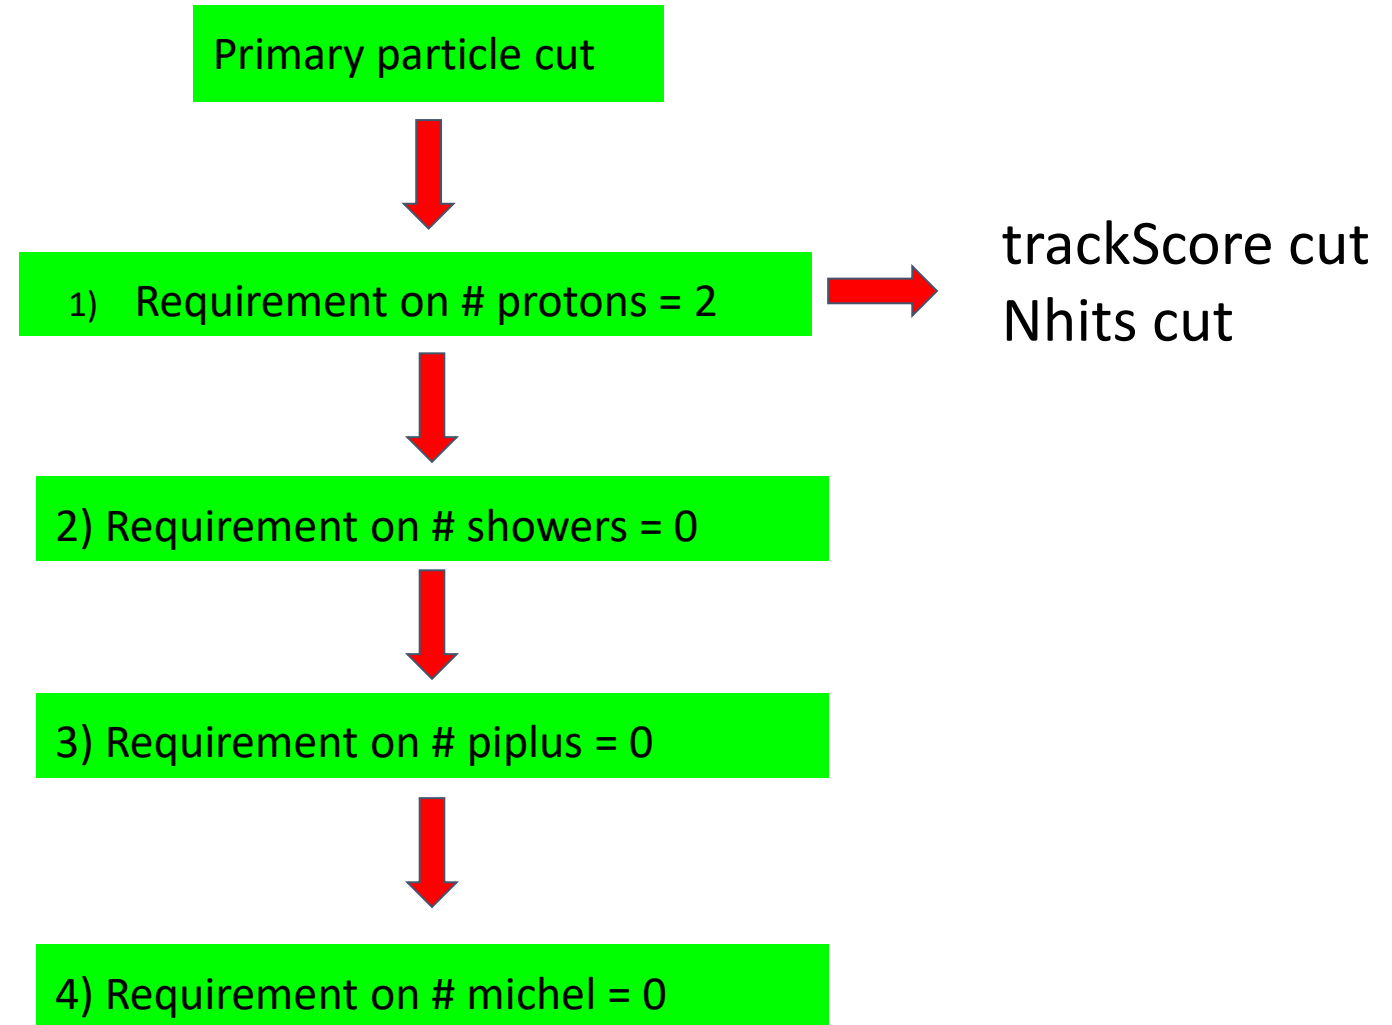 Primary particle cut
1) Requirement on # protons = 2
trackScore cut
Nhits cut
2) Requirement on # showers = 0
3) Requirement on # piplus = 0
4) Requirement on # michel = 0